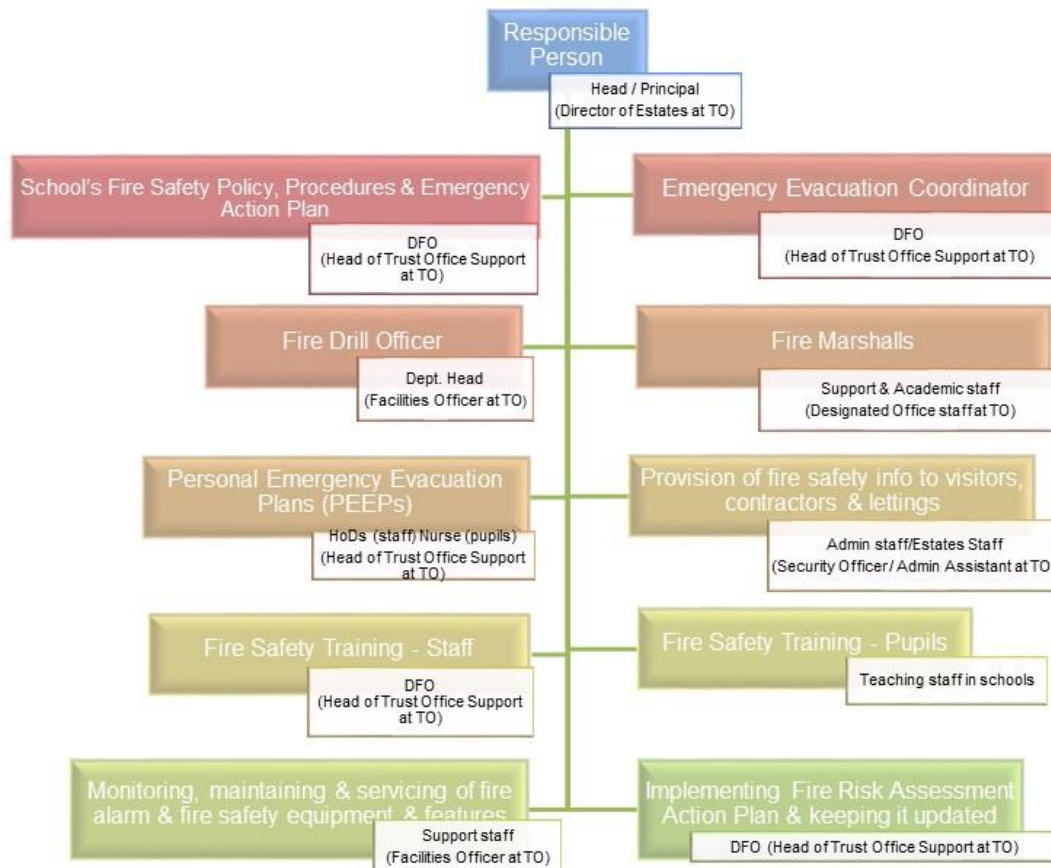 Responsible
Person
Head / Principal
(Director of Estates at TO)
School's Fire Safety Policy, Procedures & Emergency
Action Plan
DFO
(Head of Trust Office Support
at TO)
Emergency Evacuation Coordinator
DFO
(Head of Trust Office Support at TO)
Fire Drill Officer
Dept. Head
(Facilities Officer at TO)
Fire Marshalls
Support & Academic staff
(Designated Office staff at TO)
Personal Emergency Evacuation
Plans (PEEPs)
HoDs (staff) Nurse (pupils)
(Head of Trust Office Support
at TO)
Provision of fire safety info to visitors,
contractors & lettings
Admin staff/Estates Staff
(Security Officer / Admin Assistant at TO
Fire Safety Training - Staff
DFO
(Head of Trust Office Support
at TO)
Fire Safety Training - Pupils
Teaching staff in schools
Monitoring, maintaining & servicing of fire
alarm & fire safety equipment & features
Support staff
(Facilities Officer at TO)
Implementing Fire Risk Assessment
Action Plan & keeping it updated
DFO (Head of Trust Office Support at TO)